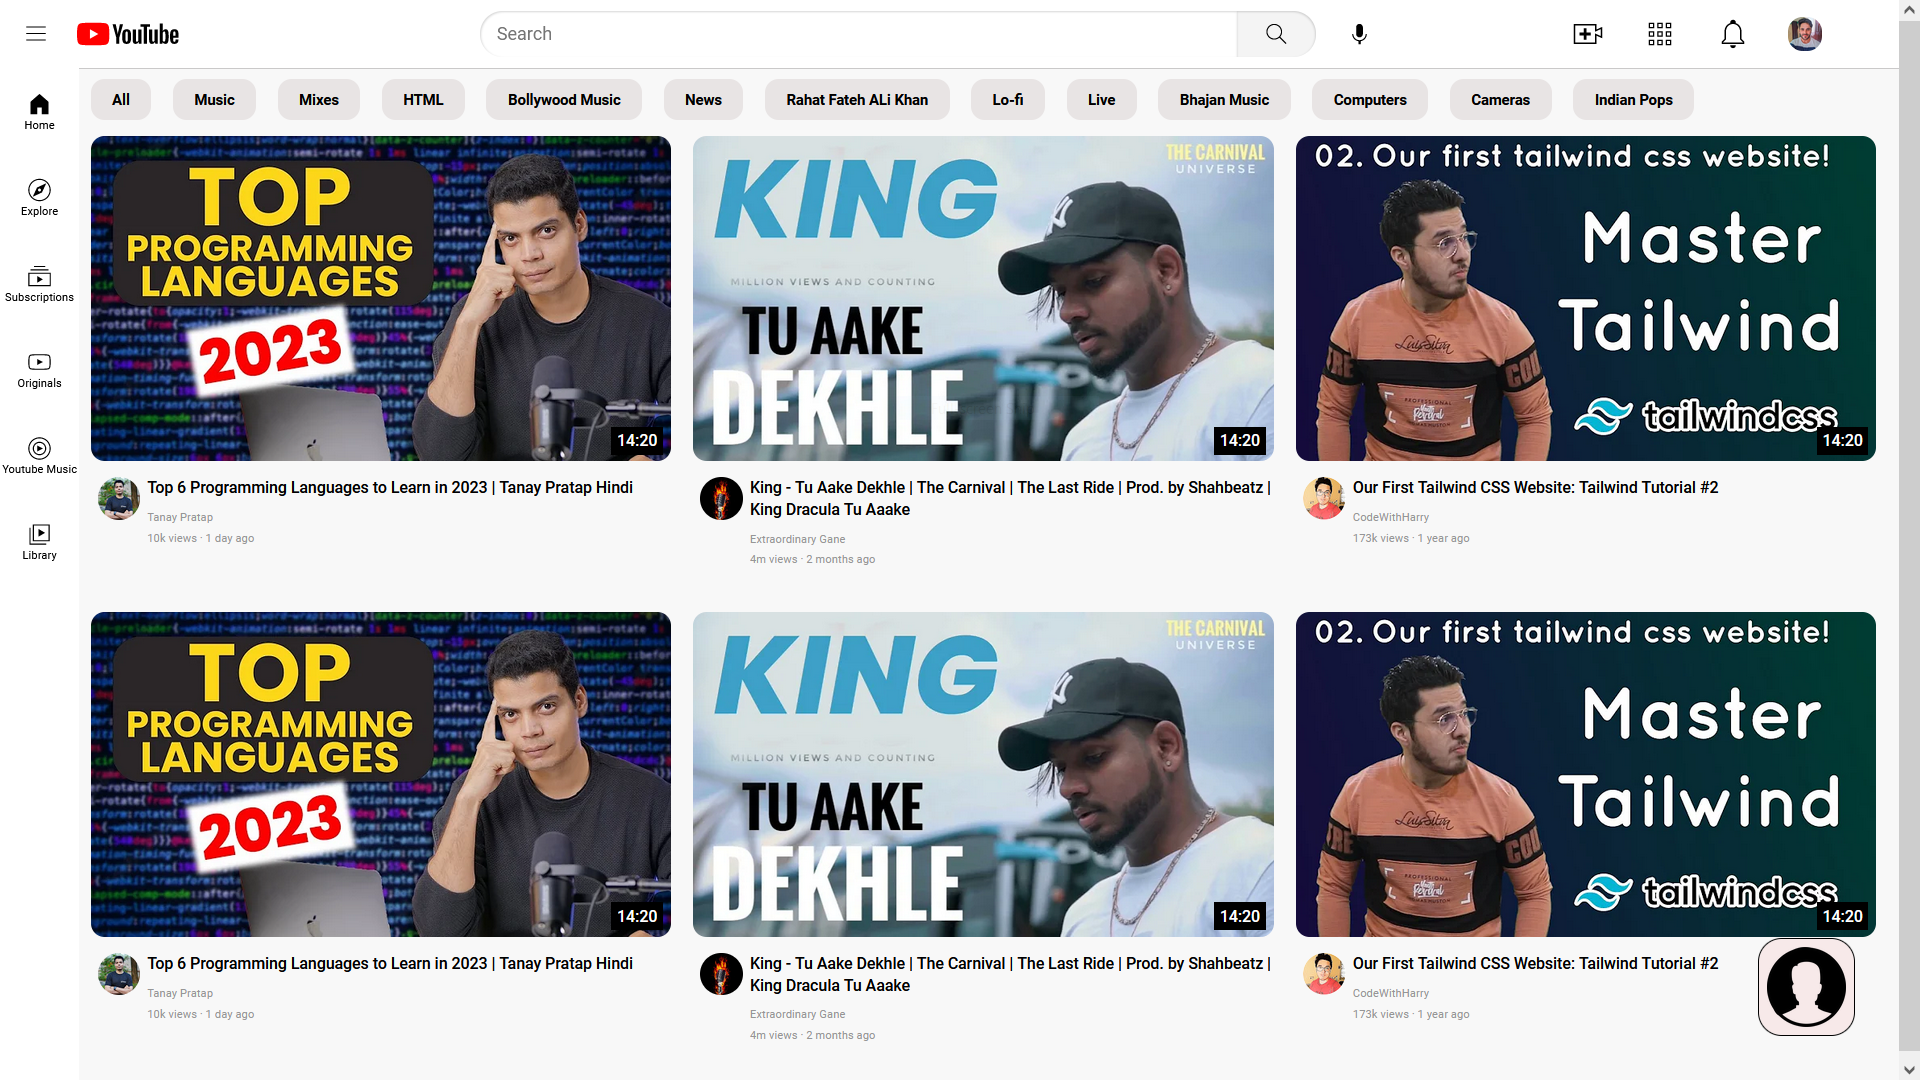 YouTube
Search
All
Music
Mixes
HTML
Bollywood Music
News
Rahat Fateh ALi Khan
Lo-fi
Live
Bhajan Music
Computers
Cameras
Indian Pops
Home
Explore
Subscriptions
Originals
Youtube Music
Library
TOP
PROGRAMMING
LANGUAGES
2023
14:20
KING
THE CARNIVAL
UNIVERSE
MILLION VIEWS AND COUNTING
TU AAKE
DEKHLE
14:20
02. Our first tailwind css website!
Master
Tailwind
tailwindcss
14:20
Top 6 Programming Languages to Learn in 2023 | Tanay Pratap Hindi
Tanay Pratap
10k views · 1 day ago
King - Tu Aake Dekhle | The Carnival | The Last Ride | Prod. by Shahbeatz |
King Dracula Tu Aaake
Extraordinary Gane
4m views · 2 months ago
Our First Tailwind CSS Website: Tailwind Tutorial #2
CodeWithHarry
173k views · 1 year ago
TOP
PROGRAMMING
LANGUAGES
2023
14:20
KING
THE CARNIVAL
UNIVERSE
MILLION VIEWS AND COUNTING
TU AAKE
DEKHLE
14:20
02. Our first tailwind css website!
Master
Tailwind
tailwindcss
14:20
Top 6 Programming Languages to Learn in 2023 | Tanay Pratap Hindi
Tanay Pratap
10k views · 1 day ago
King - Tu Aake Dekhle | The Carnival | The Last Ride | Prod. by Shahbeatz |
King Dracula Tu Aaake
Extraordinary Gane
4m views · 2 months ago
Our First Tailwind CSS Website: Tailwind Tutorial #2
CodeWithHarry
173k views · 1 year ago